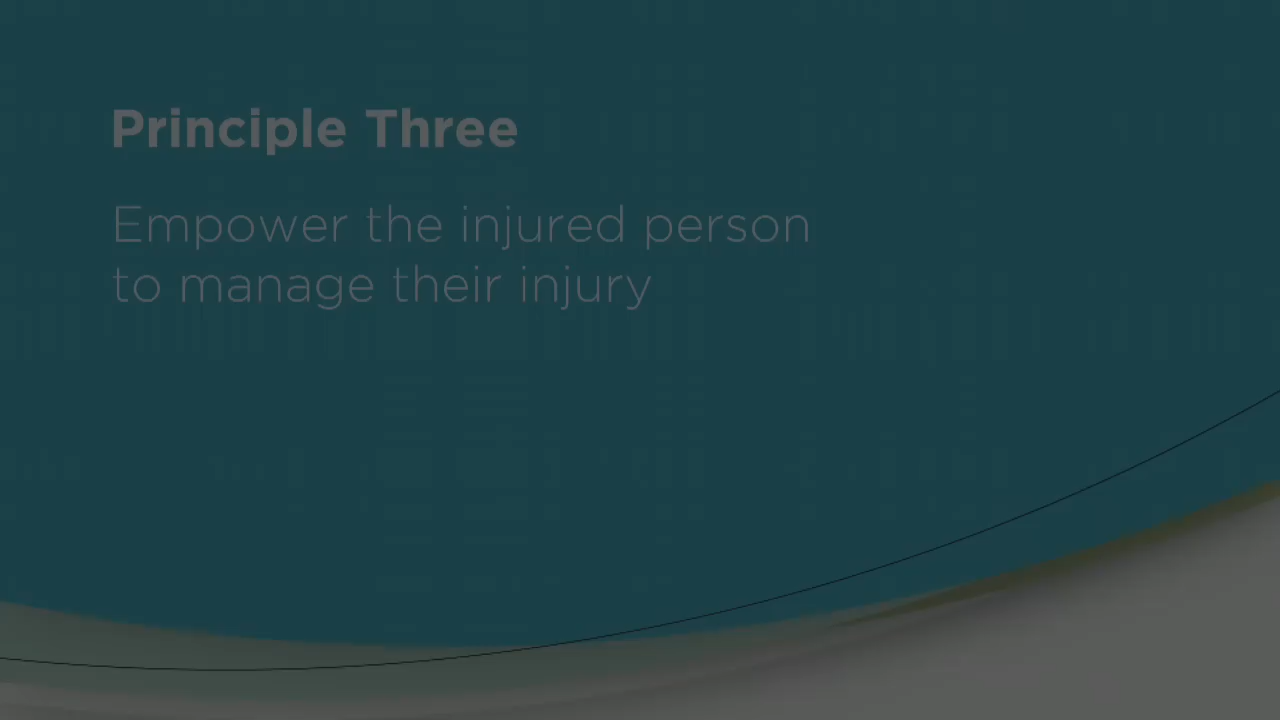 Principle Three
Empower the injured person
to manage their injury